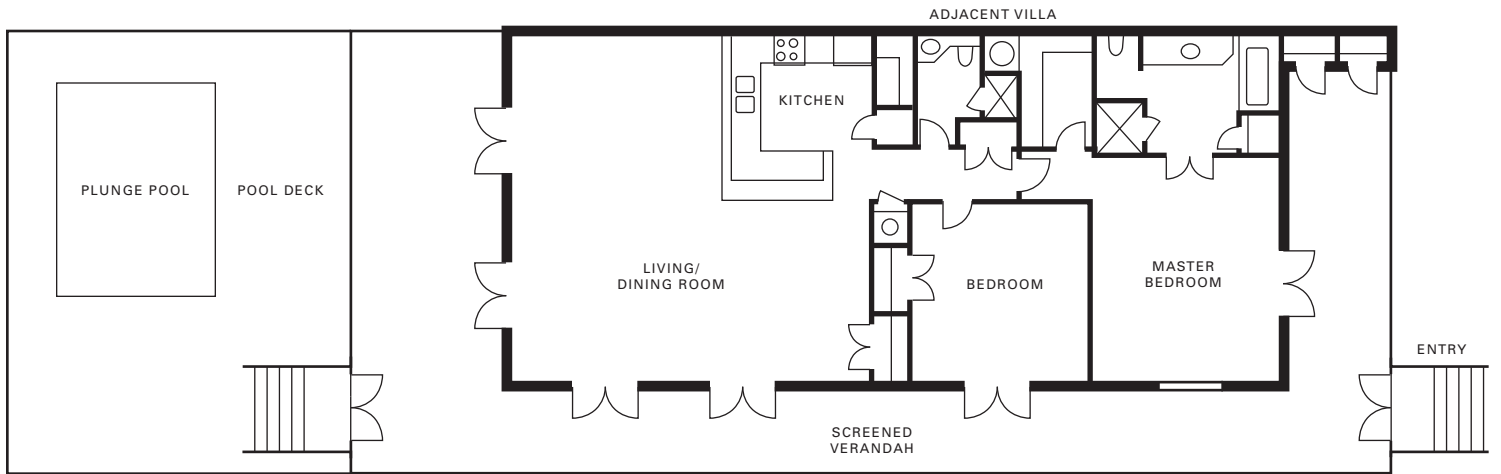 ADJACENT VILLA
KITCHEN
PLUNGE POOL
POOL DECK
LIVING/
DINING ROOM
BEDROOM
MASTER
BEDROOM
ENTRY
SCREENED
VERANDAH